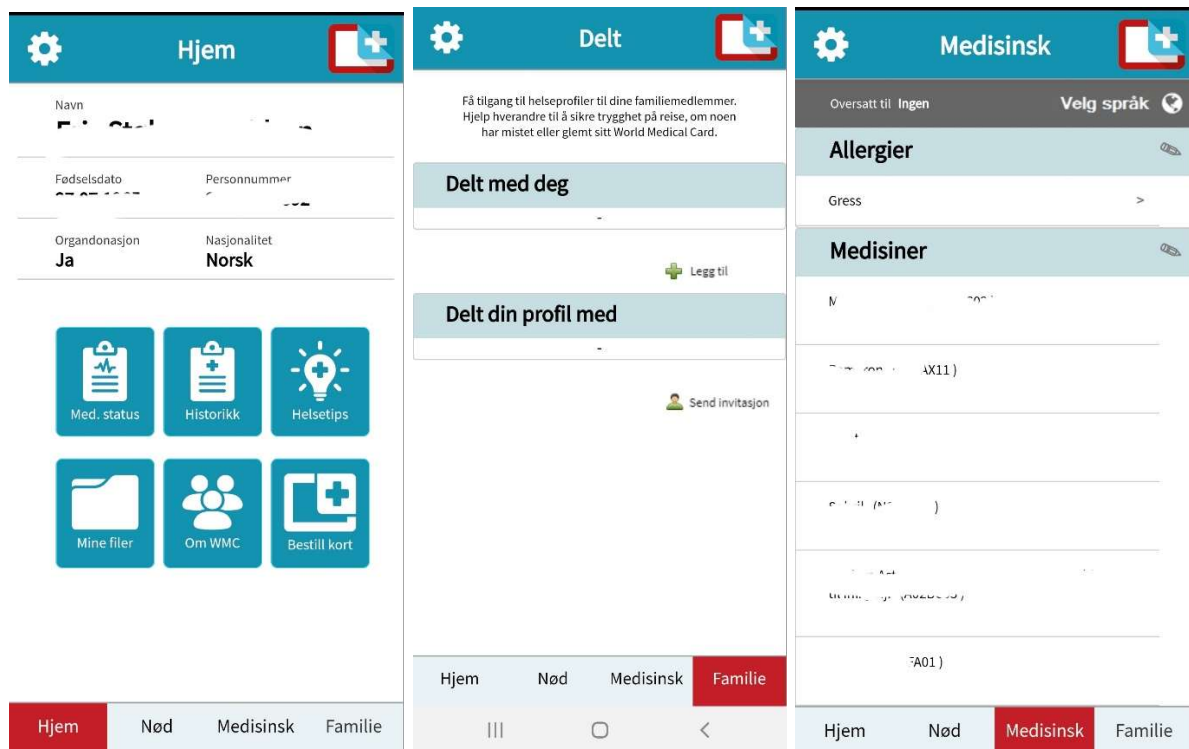 Hjem
Navn
Fødselsdato Personnummer
Organdonasjon Nasjonalitet
Ja Norsk
Med. status Historikk Helsetips
Mine filer Om WMC Bestill kort
Hjem Nød Medisinsk Familie
Delt
Få tilgang til helseprofiler til dine familiemedlemmer.
Hjelp hverandre til å sikre trygghet på reise, om noen
har mistet eller glemt sitt World Medical Card.
Delt med deg
-
Legg til
Delt din profil med
-
Send invitasjon
Hjem Nød Medisinsk Familie
Medisinsk
Oversatt til Ingen Velg språk
Allergier
Gress >
Medisiner
AX11 )
)
FA01 )
Hjem Nød Medisinsk Familie